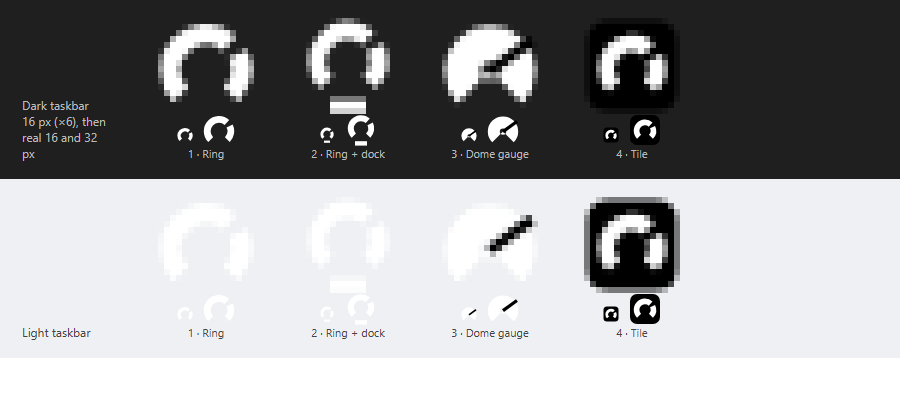 Dark taskbar
16 px (×6), then
real 16 and 32
px
1 · Ring
2 · Ring + dock
3 · Dome gauge
4 · Tile
Light taskbar
1 · Ring
2 · Ring + dock
3 · Dome gauge
4 · Tile